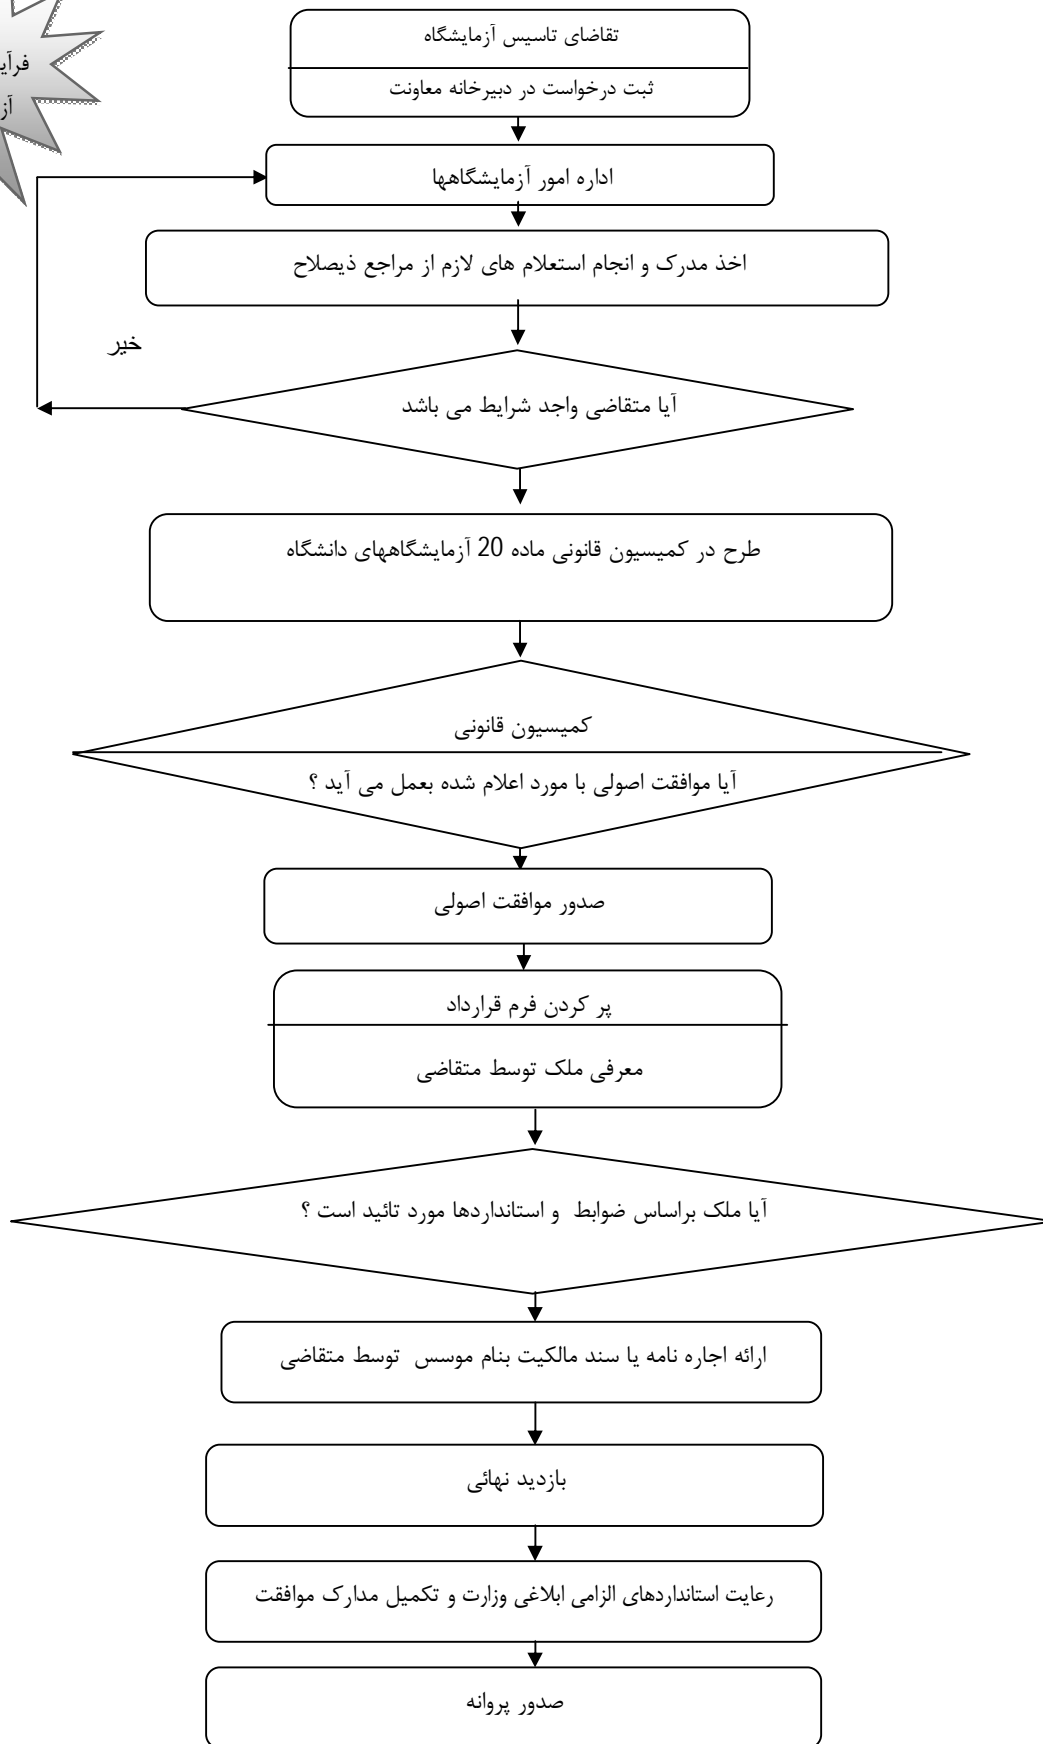 تقاضای تاسیس آزمایشگاه
ثبت درخواست در دبیرخانه معاونت
اداره امور آزمایشگاهها
اخذ مدرک و انجام استعلام های لازم از مراجع ذیصلاح
خیر
آیا متقاضی واجد شرایط می باشد
طرح در کمیسیون قانونی ماده 20 آزمایشگاههای دانشگاه
کمیسیون قانونی
آیا موافقت اصولی با مورد اعلام شده بعمل می آید ؟
صدور موافقت اصولی
پر کردن فرم قرارداد
معرفی ملک توسط متقاضی
آیا ملک براساس ضوابط و استانداردها مورد تائید است ؟
ارائه اجاره نامه یا سند مالکیت بنام موسس توسط متقاضی
بازدید نهائی
رعایت استانداردهای الزامی ابلاغی وزارت و تکمیل مدارک موافقت
صدور پروانه